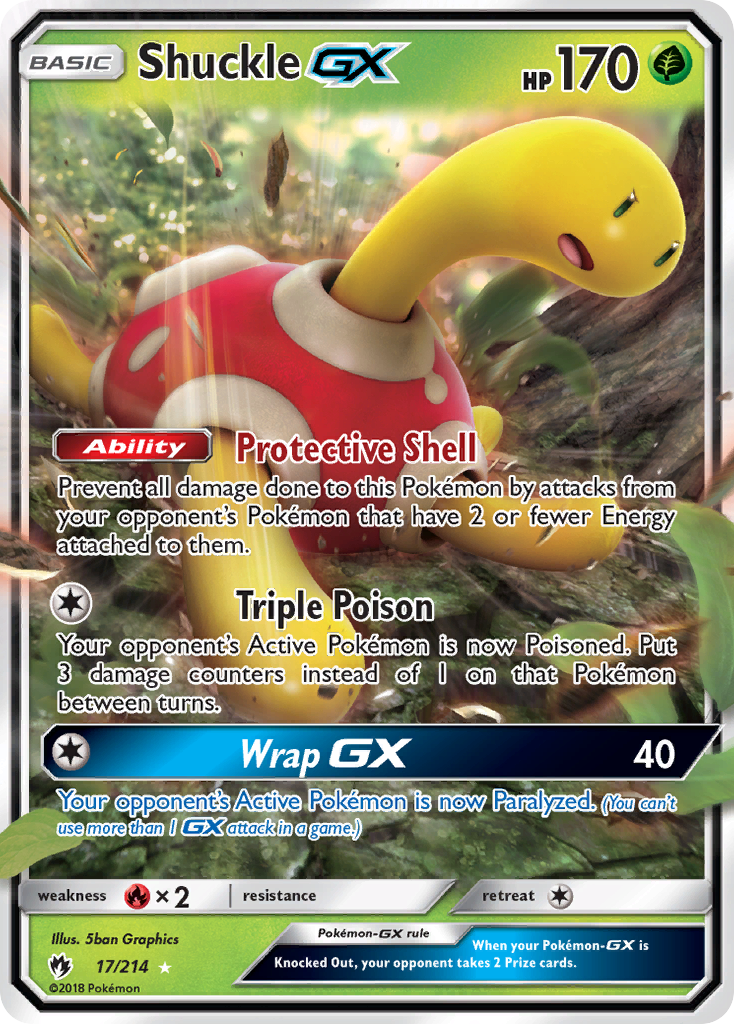 BASIC
Shuckle GX
HP 170
Ability Protective Shell
Prevent all damage done to this Pokémon by attacks from
your opponent's Pokémon that have 2 or fewer Energy
attached to them.
Triple Poison
Your opponent's Active Pokémon is now Poisoned. Put
3 damage counters instead of 1 on that Pokémon
between turns.
Wrap GX 40
Your opponent's Active Pokémon is now Paralyzed. (You can't
use more than 1 GX attack in a game.)
weakness × 2 resistance retreat
Illus. 5ban Graphics
17/214
©2018 Pokémon
Pokémon-GX rule
When your Pokémon-GX is
Knocked Out, your opponent takes 2 Prize cards.